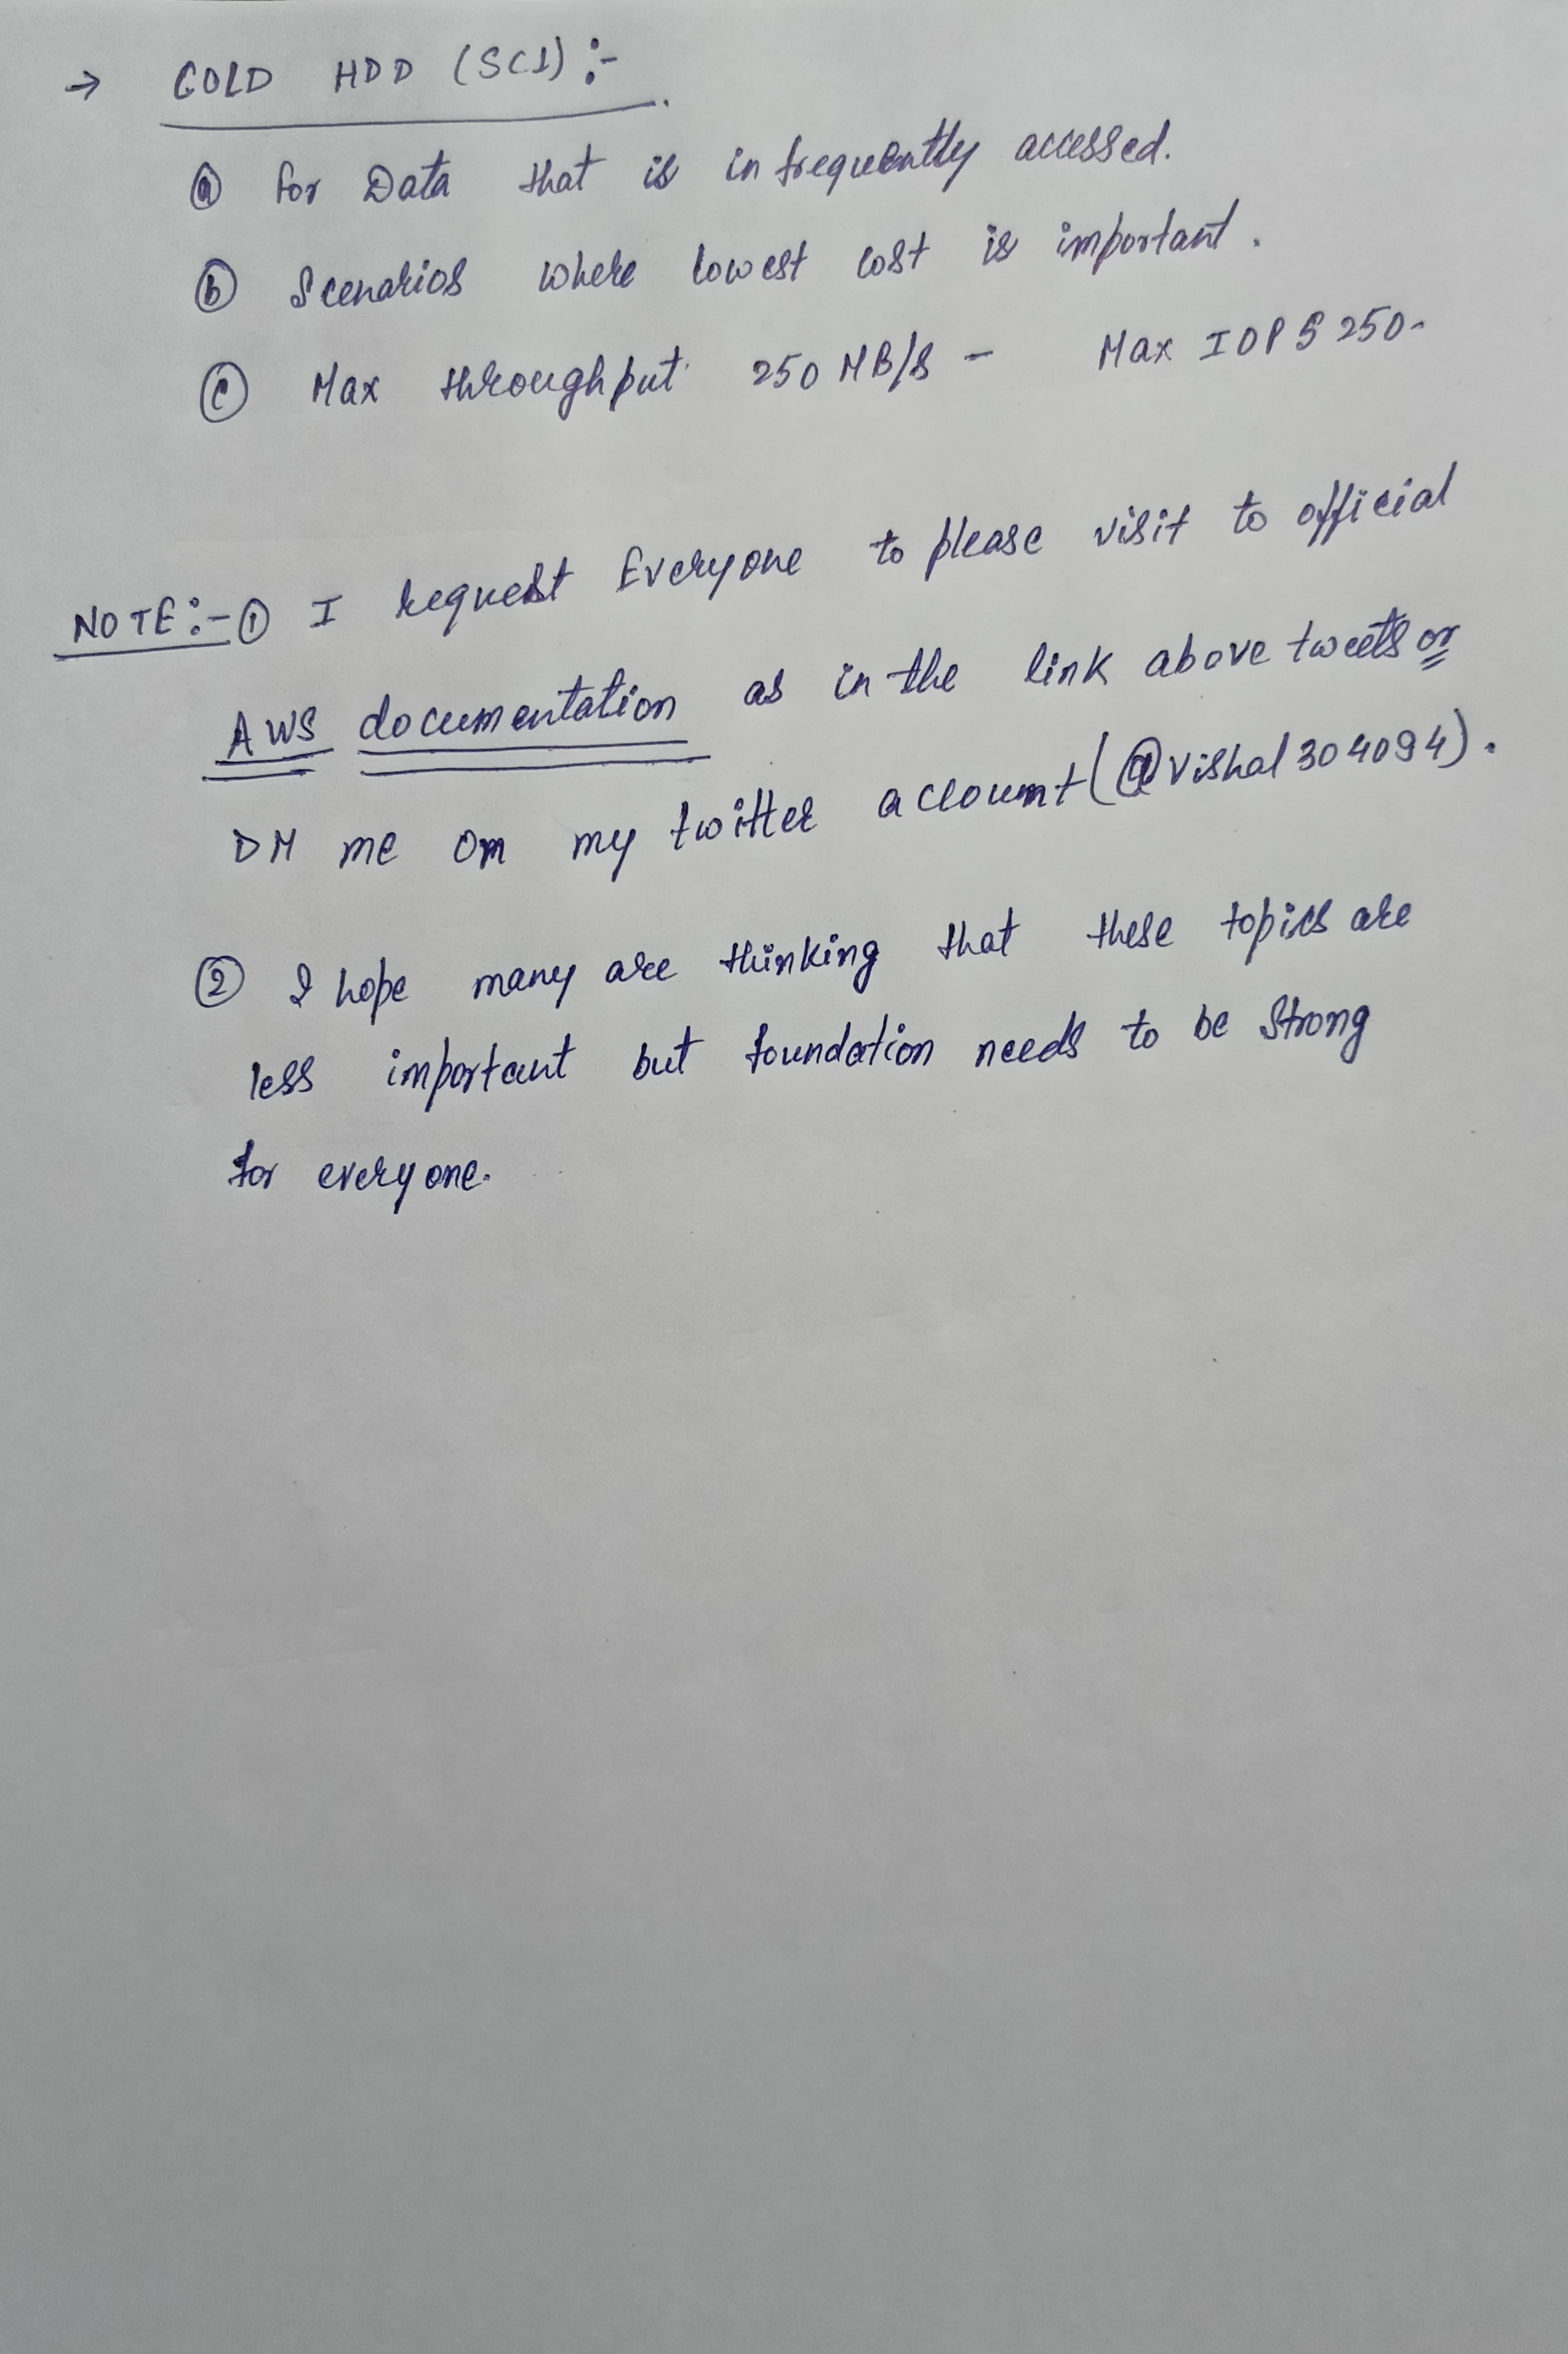 → COLD HDD (SC1) :-
ⓐ for Data that is infrequently accessed.
ⓑ Scenarios where lowest cost is important.
ⓒ Max throughput 250 MB/s - Max IOPS 250.
NOTE:- ① I request Everyone to please visit to official
AWS documentation as in the link above tweets or
DM me on my twitter account (@vishal304094).
② I hope many are thinking that these topics are
less important but foundation needs to be strong
for everyone.